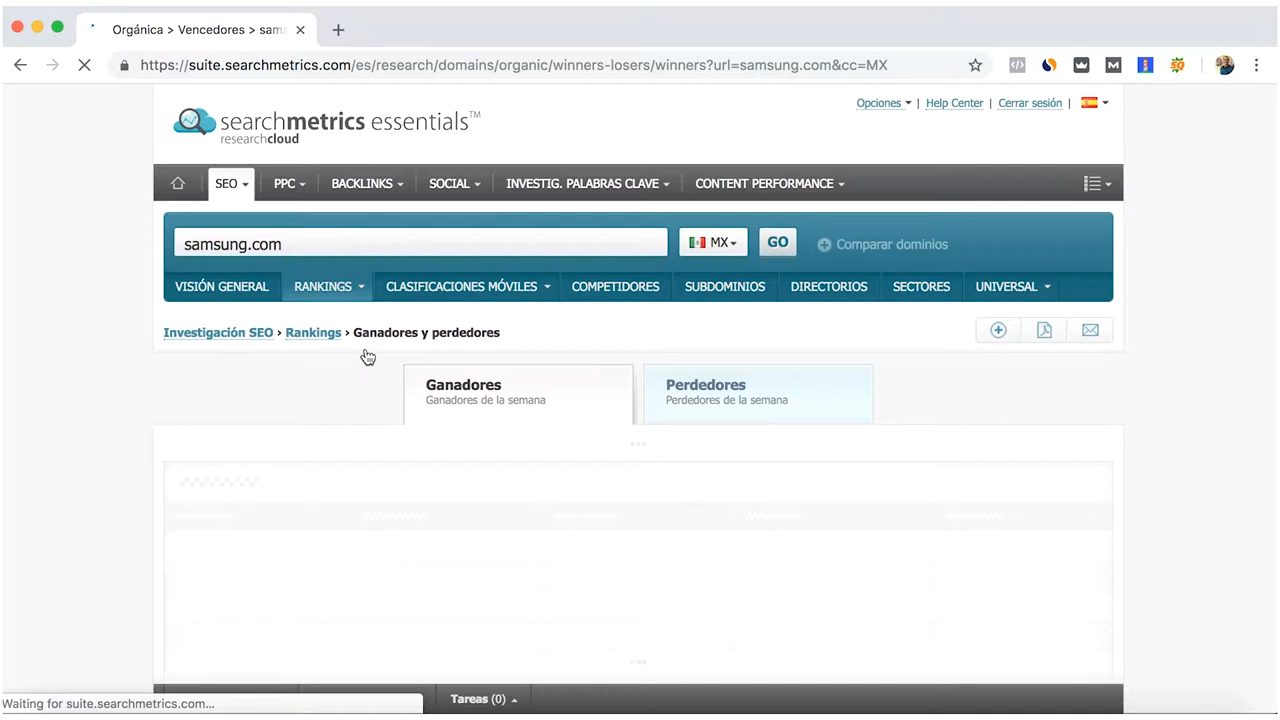 Orgánica > Vencedores > sams
https://suite.searchmetrics.com/es/research/domains/organic/winners-losers/winners?url=samsung.com&cc=MX
Opciones | Help Center | Cerrar sesión |
searchmetrics essentials™
researchcloud
SEO PPC BACKLINKS SOCIAL INVESTIG. PALABRAS CLAVE CONTENT PERFORMANCE
samsung.com MX GO Comparar dominios
VISIÓN GENERAL RANKINGS CLASIFICACIONES MÓVILES COMPETIDORES SUBDOMINIOS DIRECTORIOS SECTORES UNIVERSAL
Investigación SEO › Rankings › Ganadores y perdedores
Ganadores
Ganadores de la semana
Perdedores
Perdedores de la semana
Tareas (0)
Waiting for suite.searchmetrics.com...